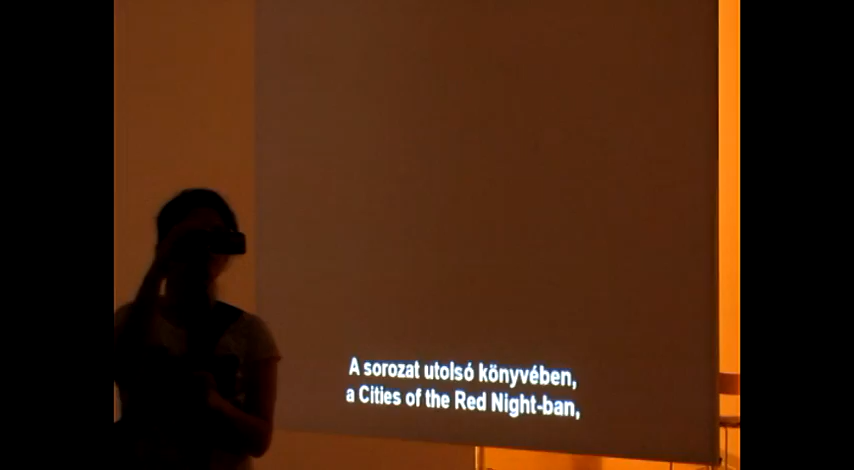 A sorozat utolsó könyvében,
a Cities of the Red Night-ban,